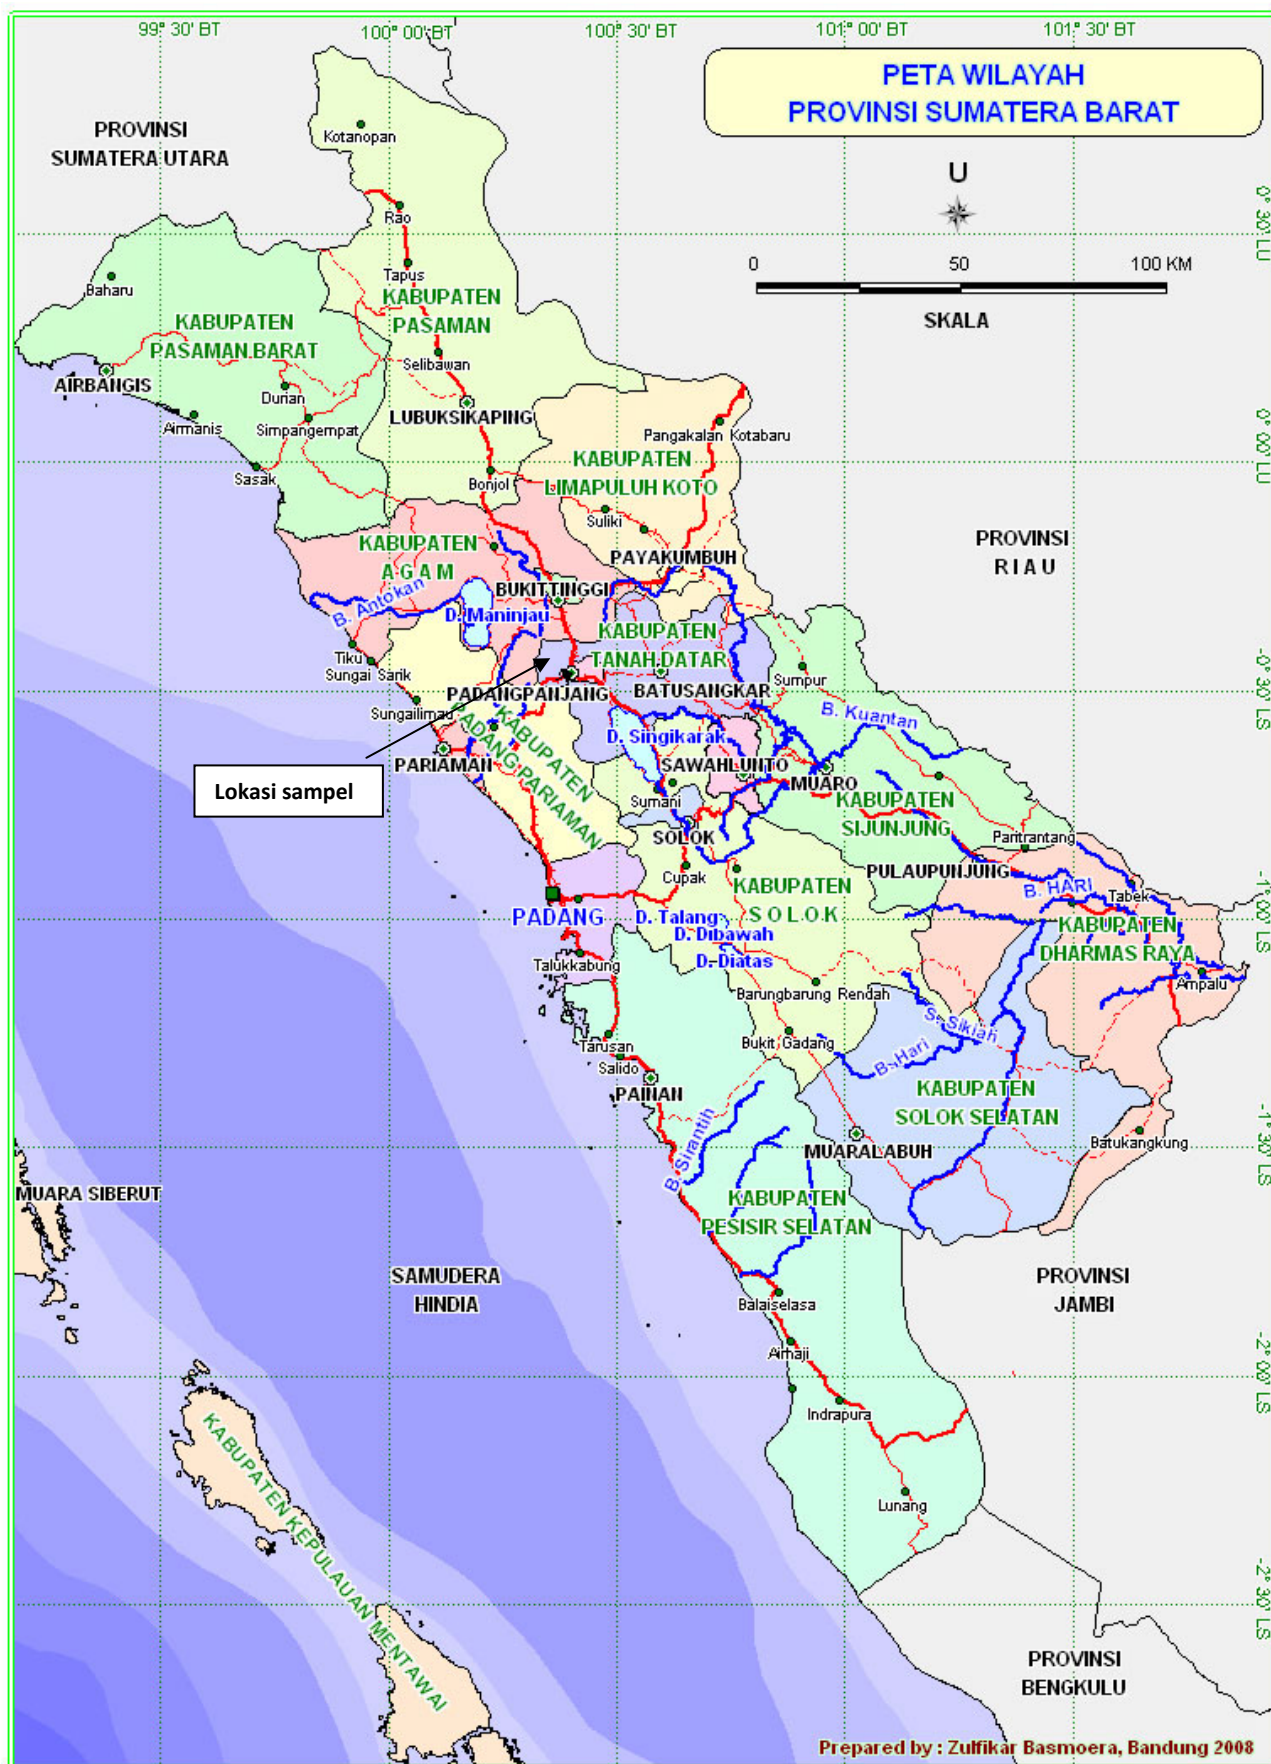 99° 30' BT
100° 00' BT
100° 30' BT
101° 00' BT
101° 30' BT
PETA WILAYAH
PROVINSI SUMATERA BARAT
PROVINSI
SUMATERA UTARA
Kotanopan
U
Rao
0° 30' LU
Tapus
Baharu
0
50
100 KM
SKALA
KABUPATEN
PASAMAN
KABUPATEN
PASAMAN BARAT
Selibawan
AIRBANGIS
Durian
LUBUKSIKAPING
Airmanis
Simpangempat
Pangakalan Kotabaru
0° 00' LU
Sasak
Bonjol
KABUPATEN
LIMAPULUH KOTO
Suliki
KABUPATEN
A G A M
PAYAKUMBUH
PROVINSI
R I A U
BUKITTINGGI
B. Antokan
D. Maninjau
KABUPATEN
TANAH DATAR
Tiku
Sungai Sarik
Sumpur
PADANGPANJANG
BATUSANGKAR
-0° 30' LS
Sungailimau
B. Kuantan
KABUPATEN
PADANG PARIAMAN
D. Singikarak
PARIAMAN
SAWAHLUNTO
MUARO
Lokasi sampel
Sumani
KABUPATEN
SIJUNJUNG
SOLOK
Paritrantang
Cupak
PULAUPUNJUNG
KABUPATEN
S O L O K
B. HARI
Tabek
PADANG
D. Talang
D. Dibawah
D. Diatas
KABUPATEN
DHARMAS RAYA
-1° 00' LS
Talukkabung
Barungbarung Rendah
Ampalu
S. Sikiah
Tarusan
Bukit Gadang
B. Hari
Salido
PAINAN
KABUPATEN
SOLOK SELATAN
B. Sirantih
MUARALABUH
Batukangkung
-1° 30' LS
MUARA SIBERUT
KABUPATEN
PESISIR SELATAN
SAMUDERA
HINDIA
PROVINSI
JAMBI
Balaiselasa
Airhaji
-2° 00' LS
Indrapura
KABUPATEN KEPULAUAN MENTAWAI
Lunang
-2° 30' LS
PROVINSI
BENGKULU
Prepared by : Zulfikar Basmoera, Bandung 2008